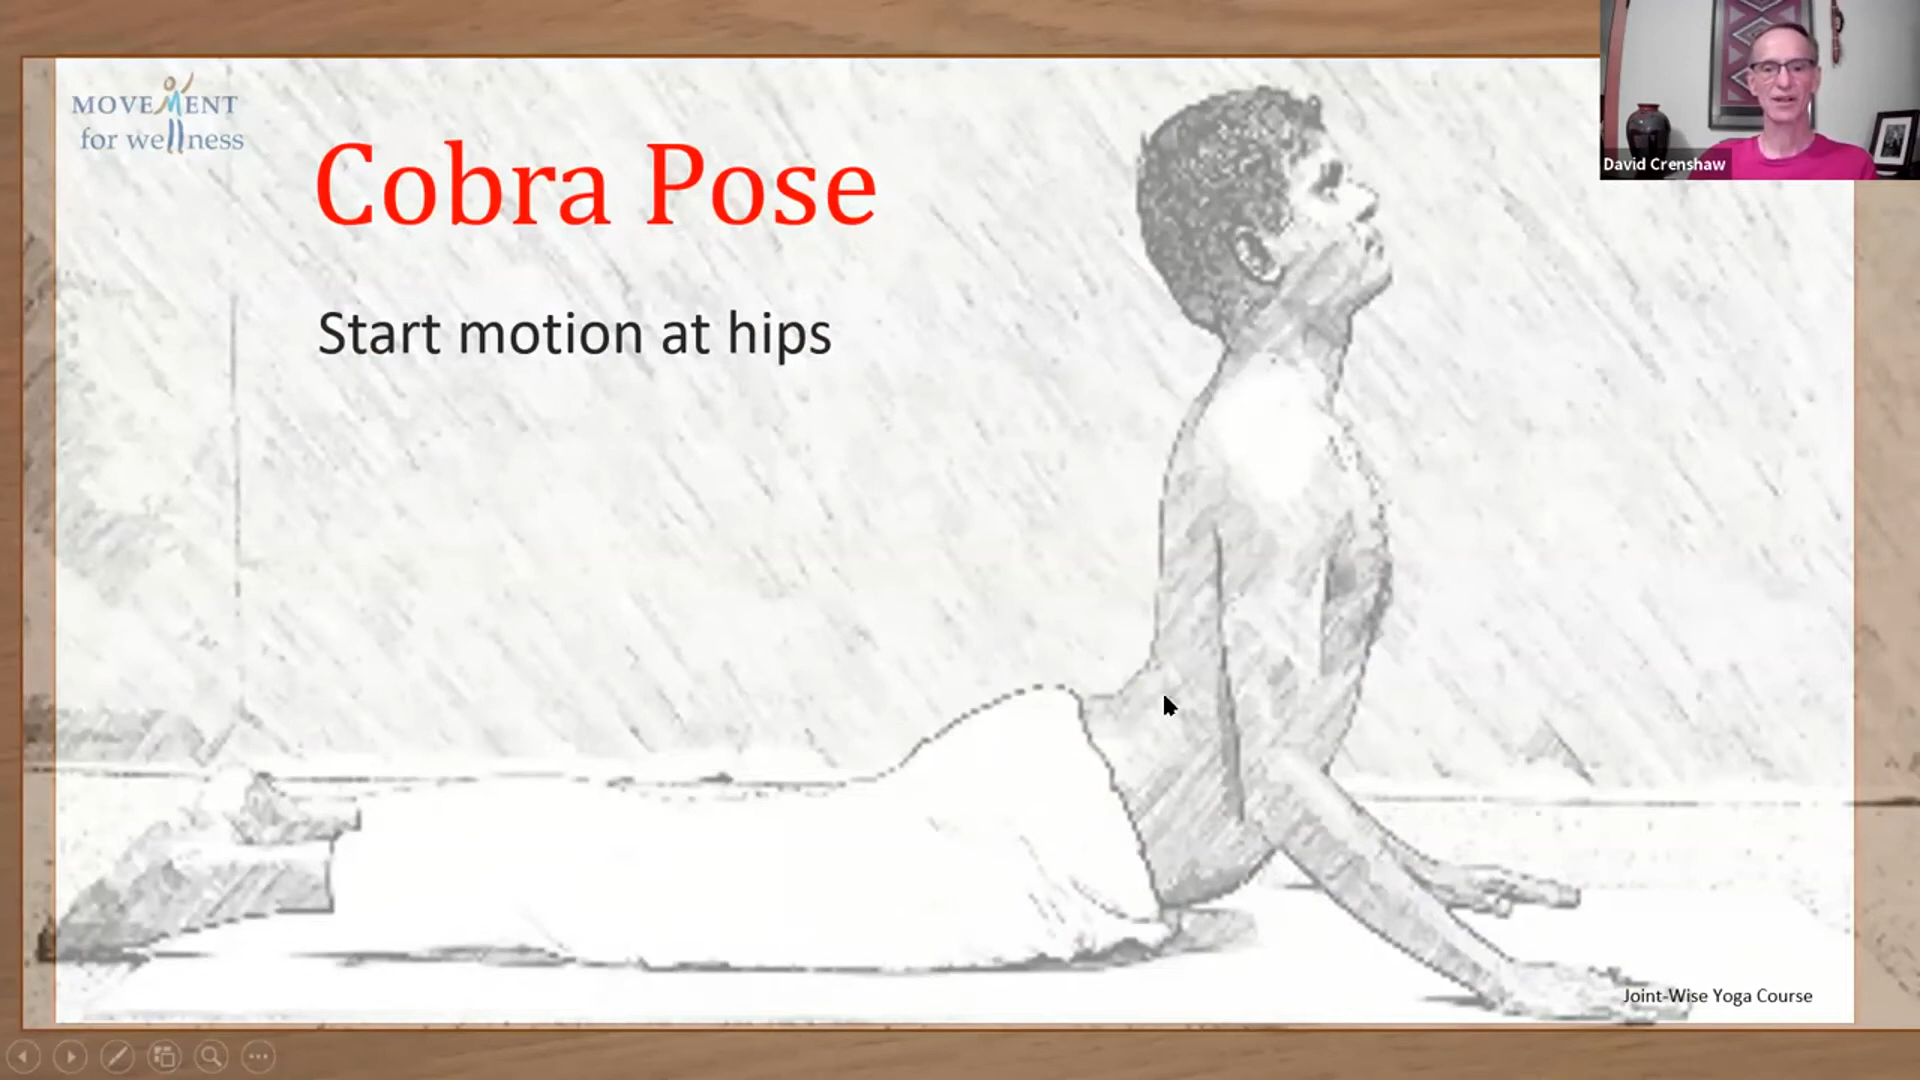 MOVEMENT
for wellness
Cobra Pose
Start motion at hips
David Crenshaw
Joint-Wise Yoga Course